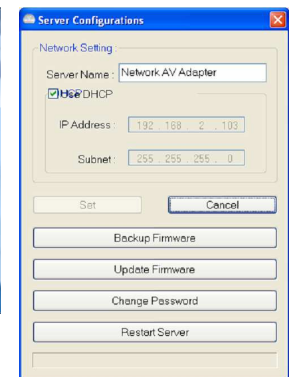 Server Configurations
Network Setting :
Server Name : Network AV Adapter
Use DHCP
IP Address : 192 . 168 . 2 . 103
Subnet : 255 . 255 . 255 . 0
Set Cancel
Backup Firmware
Update Firmware
Change Password
Restart Server